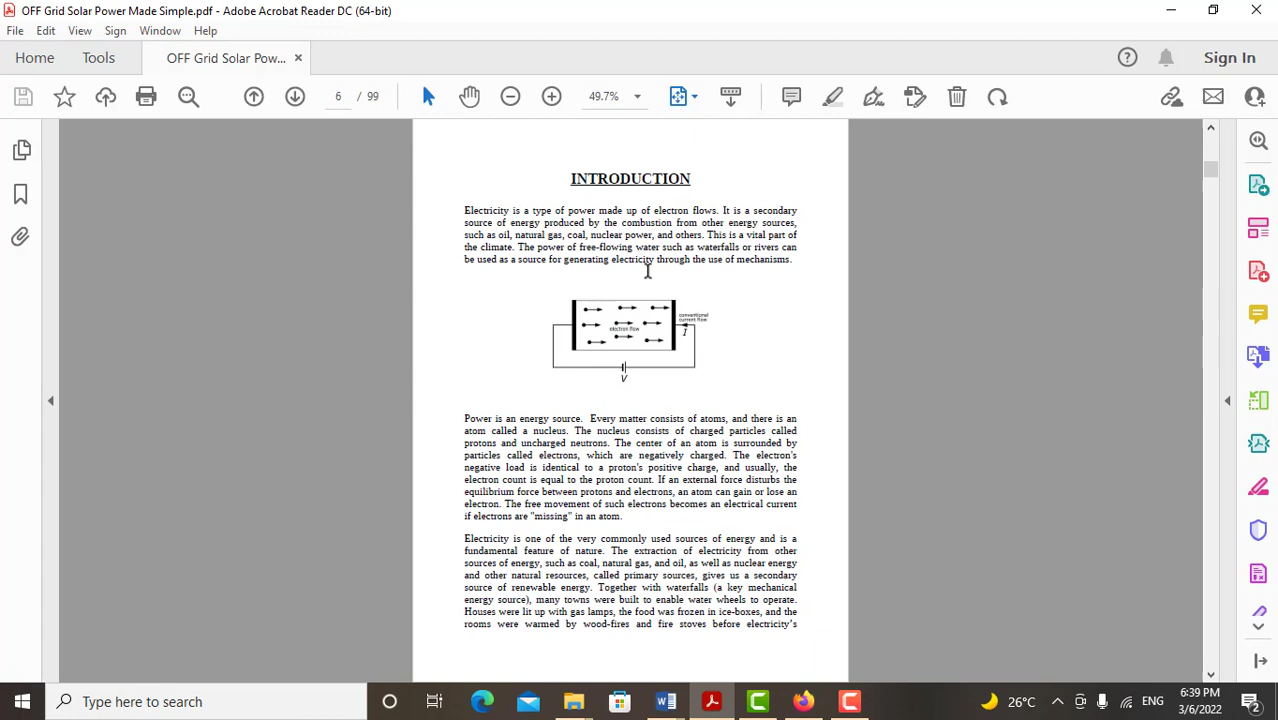 OFF Grid Solar Power Made Simple.pdf - Adobe Acrobat Reader DC (64-bit)
File Edit View Sign Window Help
Home Tools OFF Grid Solar Pow... Sign In
6 / 99 49.7%
INTRODUCTION
Electricity is a type of power made up of electron flows. It is a secondary
source of energy produced by the combustion from other energy sources,
such as oil, natural gas, coal, nuclear power, and others. This is a vital part of
the climate. The power of free-flowing water such as waterfalls or rivers can
be used as a source for generating electricity through the use of mechanisms.
conventional
current flow
electron flow
I
V
Power is an energy source. Every matter consists of atoms, and there is an
atom called a nucleus. The nucleus consists of charged particles called
protons and uncharged neutrons. The center of an atom is surrounded by
particles called electrons, which are negatively charged. The electron's
negative load is identical to a proton's positive charge, and usually, the
electron count is equal to the proton count. If an external force disturbs the
equilibrium force between protons and electrons, an atom can gain or lose an
electron. The free movement of such electrons becomes an electrical current
if electrons are "missing" in an atom.
Electricity is one of the very commonly used sources of energy and is a
fundamental feature of nature. The extraction of electricity from other
sources of energy, such as coal, natural gas, and oil, as well as nuclear energy
and other natural resources, called primary sources, gives us a secondary
source of renewable energy. Together with waterfalls (a key mechanical
energy source), many towns were built to enable water wheels to operate.
Houses were lit up with gas lamps, the food was frozen in ice-boxes, and the
rooms were warmed by wood-fires and fire stoves before electricity's
Type here to search 26°C ENG 6:39 PM
3/6/2022 2